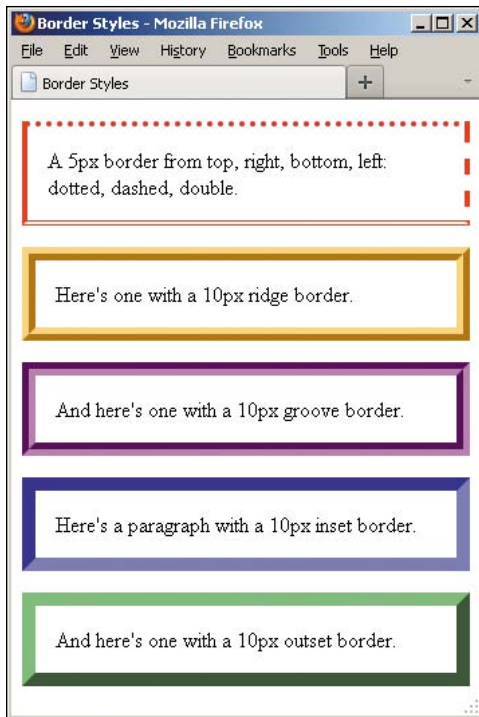 Border Styles - Mozilla Firefox
File Edit View History Bookmarks Tools Help
Border Styles
A 5px border from top, right, bottom, left:
dotted, dashed, double.
Here's one with a 10px ridge border.
And here's one with a 10px groove border.
Here's a paragraph with a 10px inset border.
And here's one with a 10px outset border.